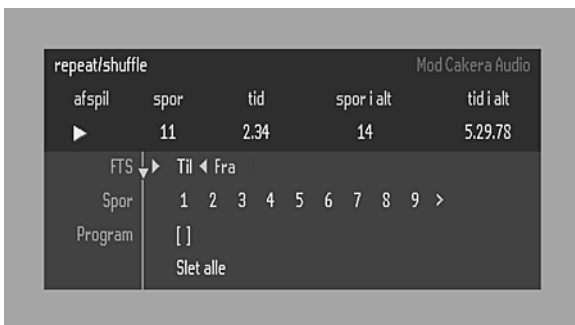 repeat/shuffle Mod Cakera Audio
afspil spor tid spor i alt tid i alt
11 2.34 14 5.29.78
FTS Til Fra
Spor 1 2 3 4 5 6 7 8 9 >
Program [ ]
Slet alle